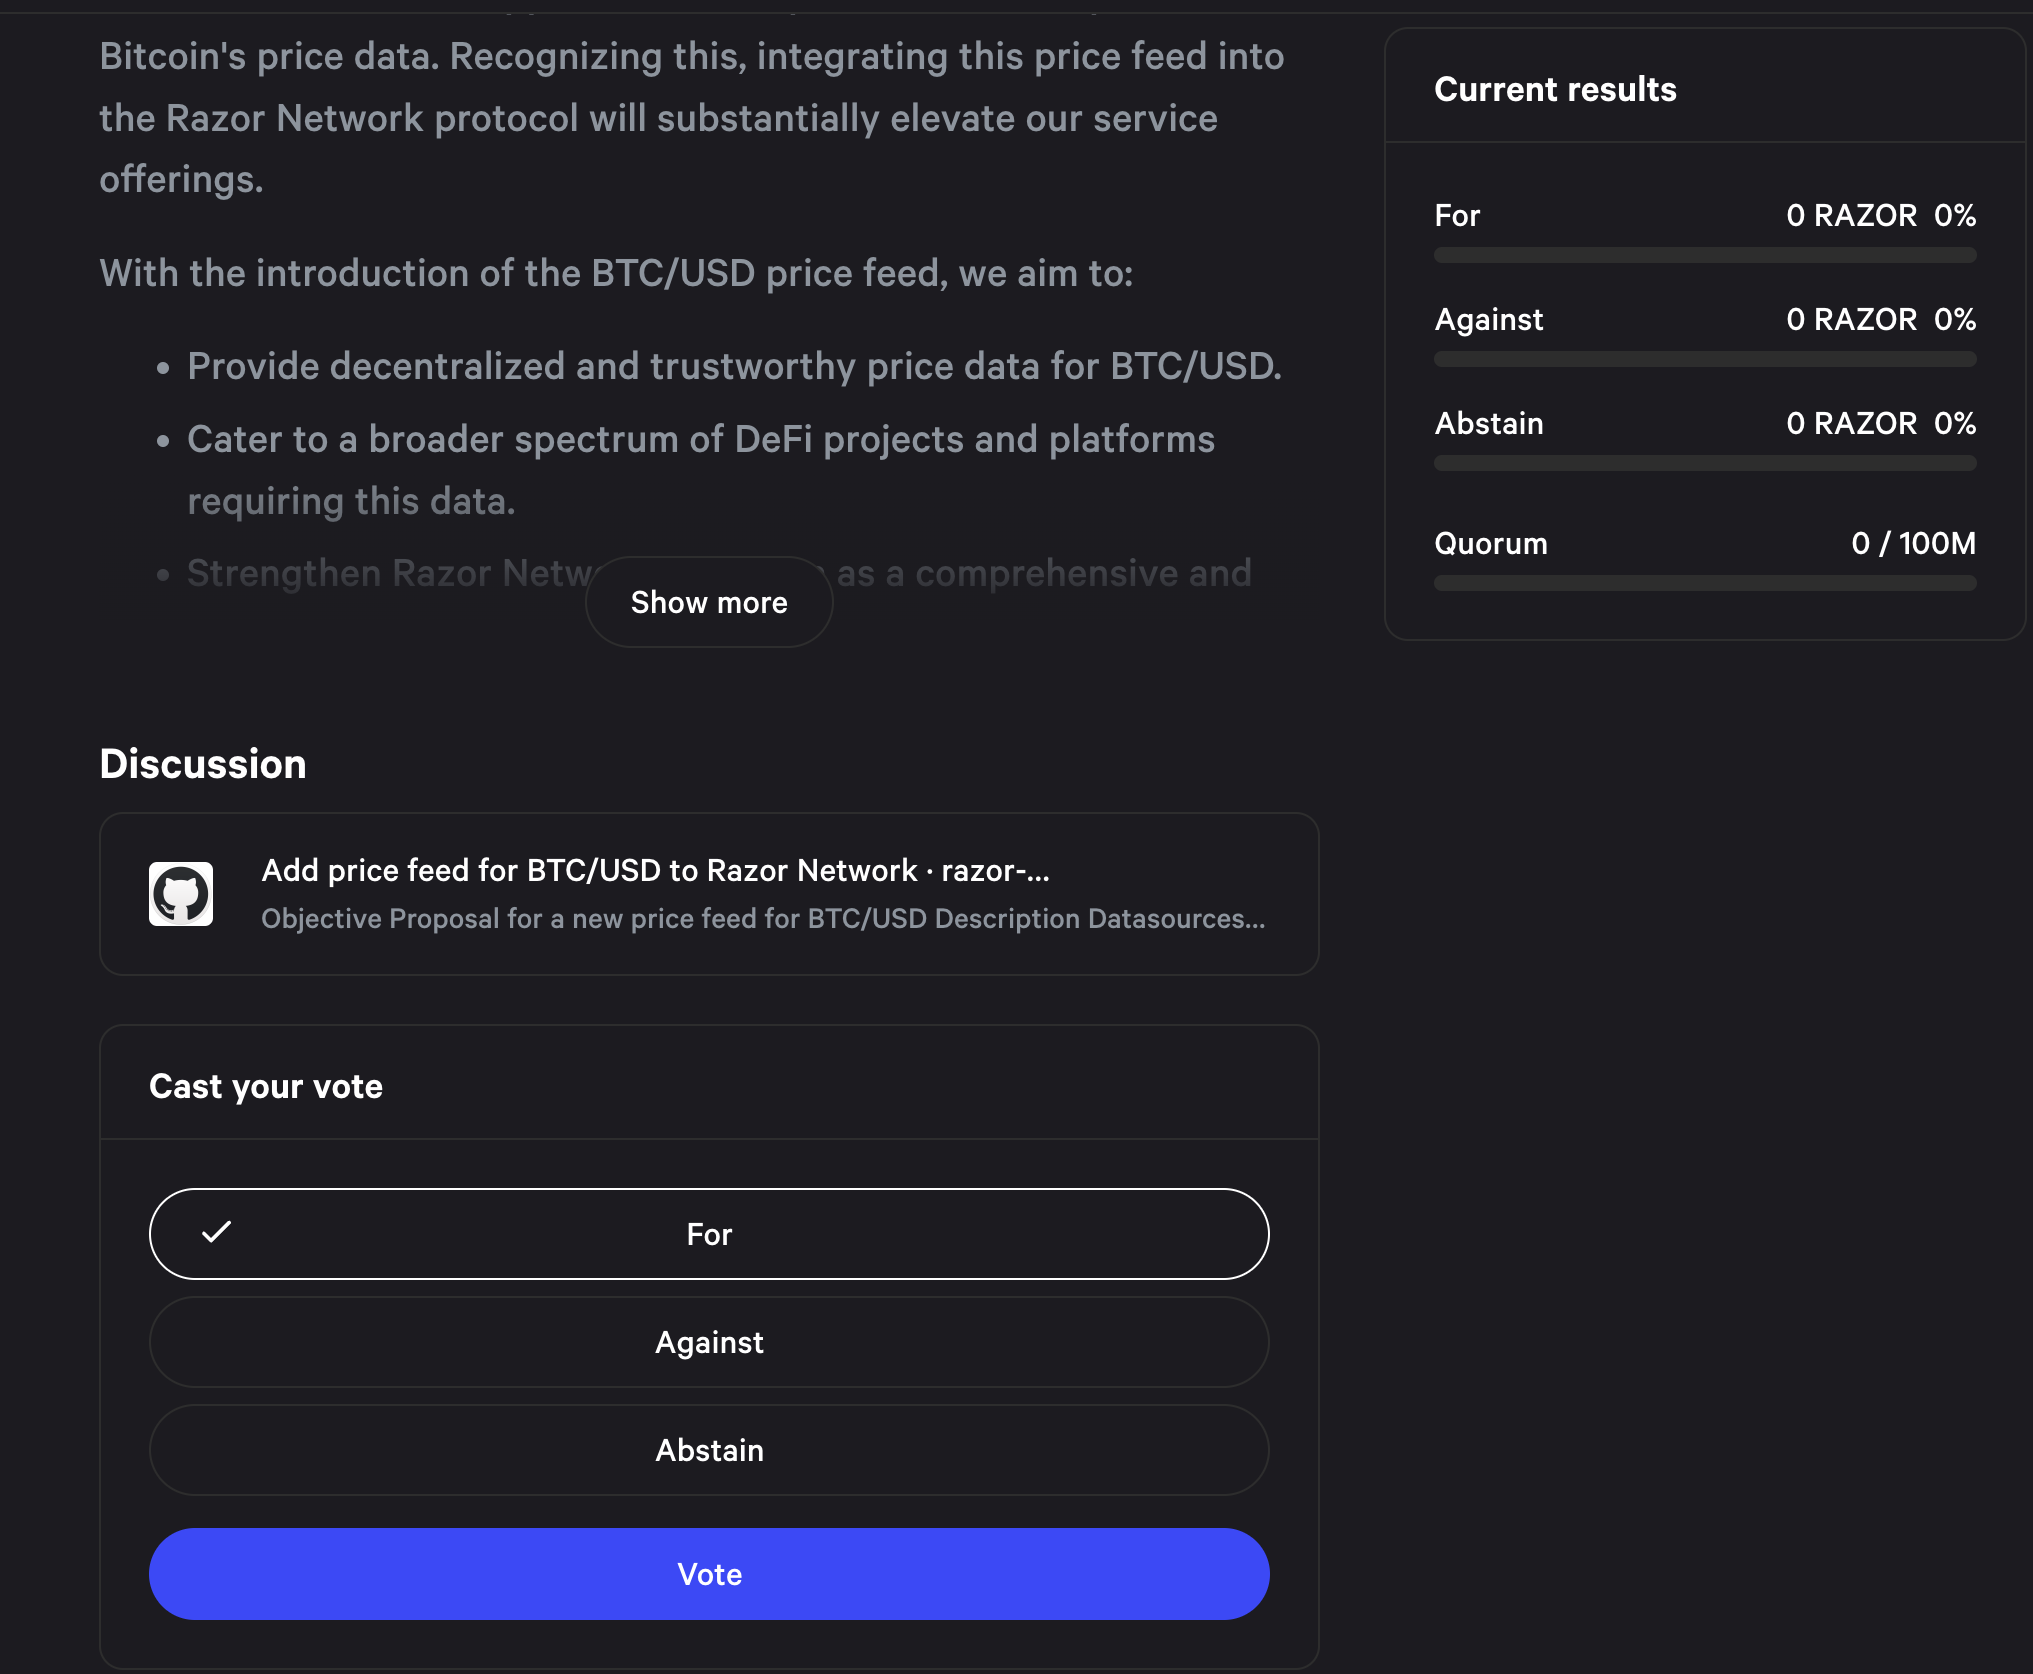 Bitcoin's price data. Recognizing this, integrating this price feed into
the Razor Network protocol will substantially elevate our service
offerings.
With the introduction of the BTC/USD price feed, we aim to:
• Provide decentralized and trustworthy price data for BTC/USD.
• Cater to a broader spectrum of DeFi projects and platforms
requiring this data.
• Strengthen Razor as a comprehensive and
Show more
Discussion
Add price feed for BTC/USD to Razor Network · razor-...
Objective Proposal for a new price feed for BTC/USD Description Datasources...
Cast your vote
For
Against
Abstain
Vote
Current results
For 0 RAZOR 0%
Against 0 RAZOR 0%
Abstain 0 RAZOR 0%
Quorum 0 / 100M